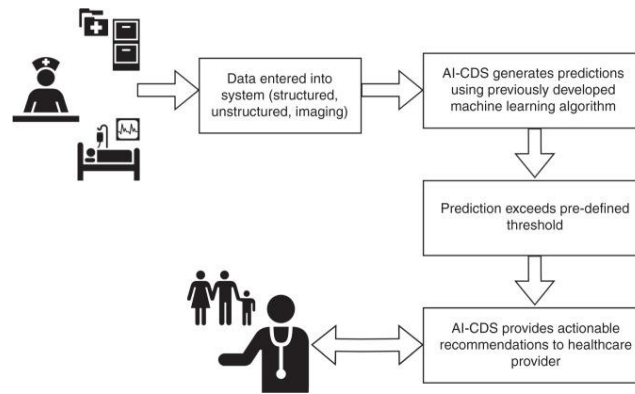 Data entered into
system (structured,
unstructured, imaging)
AI-CDS generates predictions
using previously developed
machine learning algorithm
Prediction exceeds pre-defined
threshold
AI-CDS provides actionable
recommendations to healthcare
provider